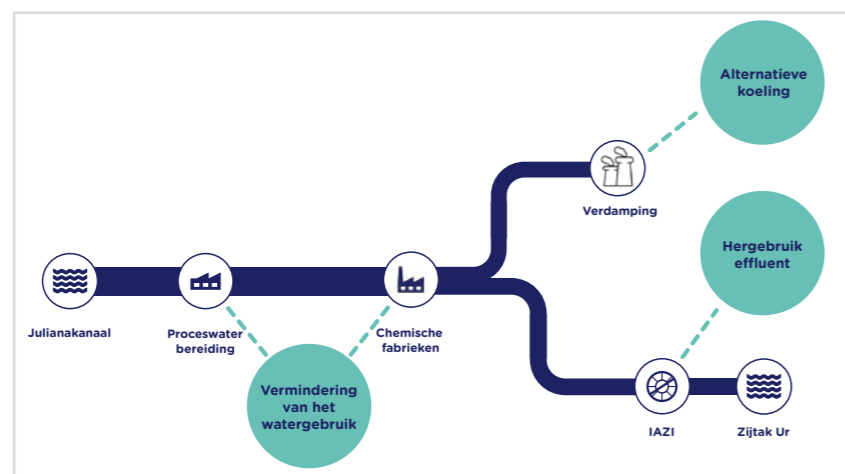 Alternatieve
koeling
Verdamping
Hergebruik
effluent
Julianakanaal
Proceswater
bereiding
Chemische
fabrieken
Vermindering
van het
watergebruik
IAZI
Zijtak Ur